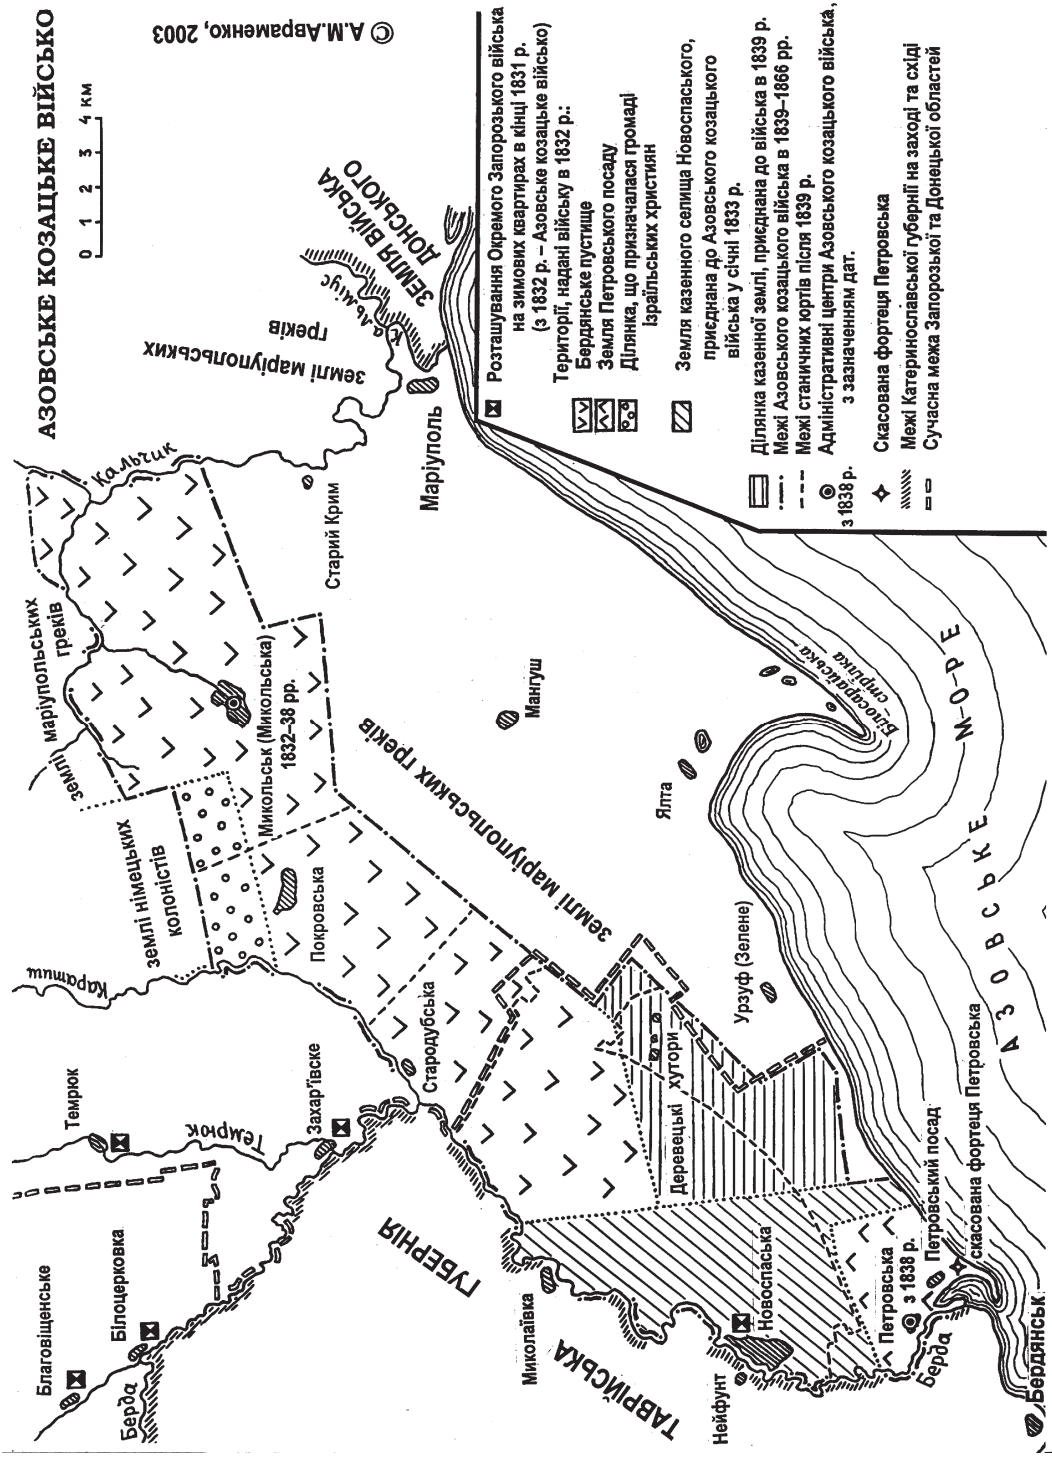 АЗОВСЬКЕ КОЗАЦЬКЕ ВІЙСЬКО
0 1 2 3 4 км
© А.М.Авраменко, 2003
ЗЕМЛЯ ВІЙСЬКА
ДОНСЬКОГО
Кальміус
землі маріупольських
греків
Кальчик
Маріуполь
Старий Крим
землі маріупольських
греків
Микольськ (Микольська)
1832–38 рр.
Мангуш
землі маріупольських греків
Ялта
Білосарайська
стрілка
землі німецьких
колоністів
Покровська
Каратиш
Стародубська
Урзуф (Зелене)
Деревецькі хутори
АЗОВСЬКЕ МОРЕ
Темрюк
Темрюк
Захар'ївске
Благовіщенське
Білоцерковка
Берда
ТАВРІЙСЬКА ГУБЕРНІЯ
Миколаївка
Новоспаська
Нейфунт
Петровська
з 1838 р.
Петровський посад
скасована фортеця Петровська
Берда
Бердянськ
Розташування Окремого Запорозького війська
на зимових квартирах в кінці 1831 р.
(з 1832 р. – Азовське козацьке військо)
Території, надані війську в 1832 р.:
Бердянське пустище
Земля Петровського посаду
Ділянка, що призначалася громаді
Ізраїльських християн
Земля казенного селища Новоспаського,
приєднана до Азовського козацького
війська у січні 1833 р.
Ділянка казенної землі, приєднана до війська в 1839 р.
Межі Азовського козацького війська в 1839–1866 рр.
Межі станичних юртів після 1839 р.
з 1838 р.
Адміністративні центри Азовського козацького війська,
з зазначенням дат.
Скасована фортеця Петровська
Межі Катеринославської губернії на заході та сході
Сучасна межа Запорозької та Донецької областей